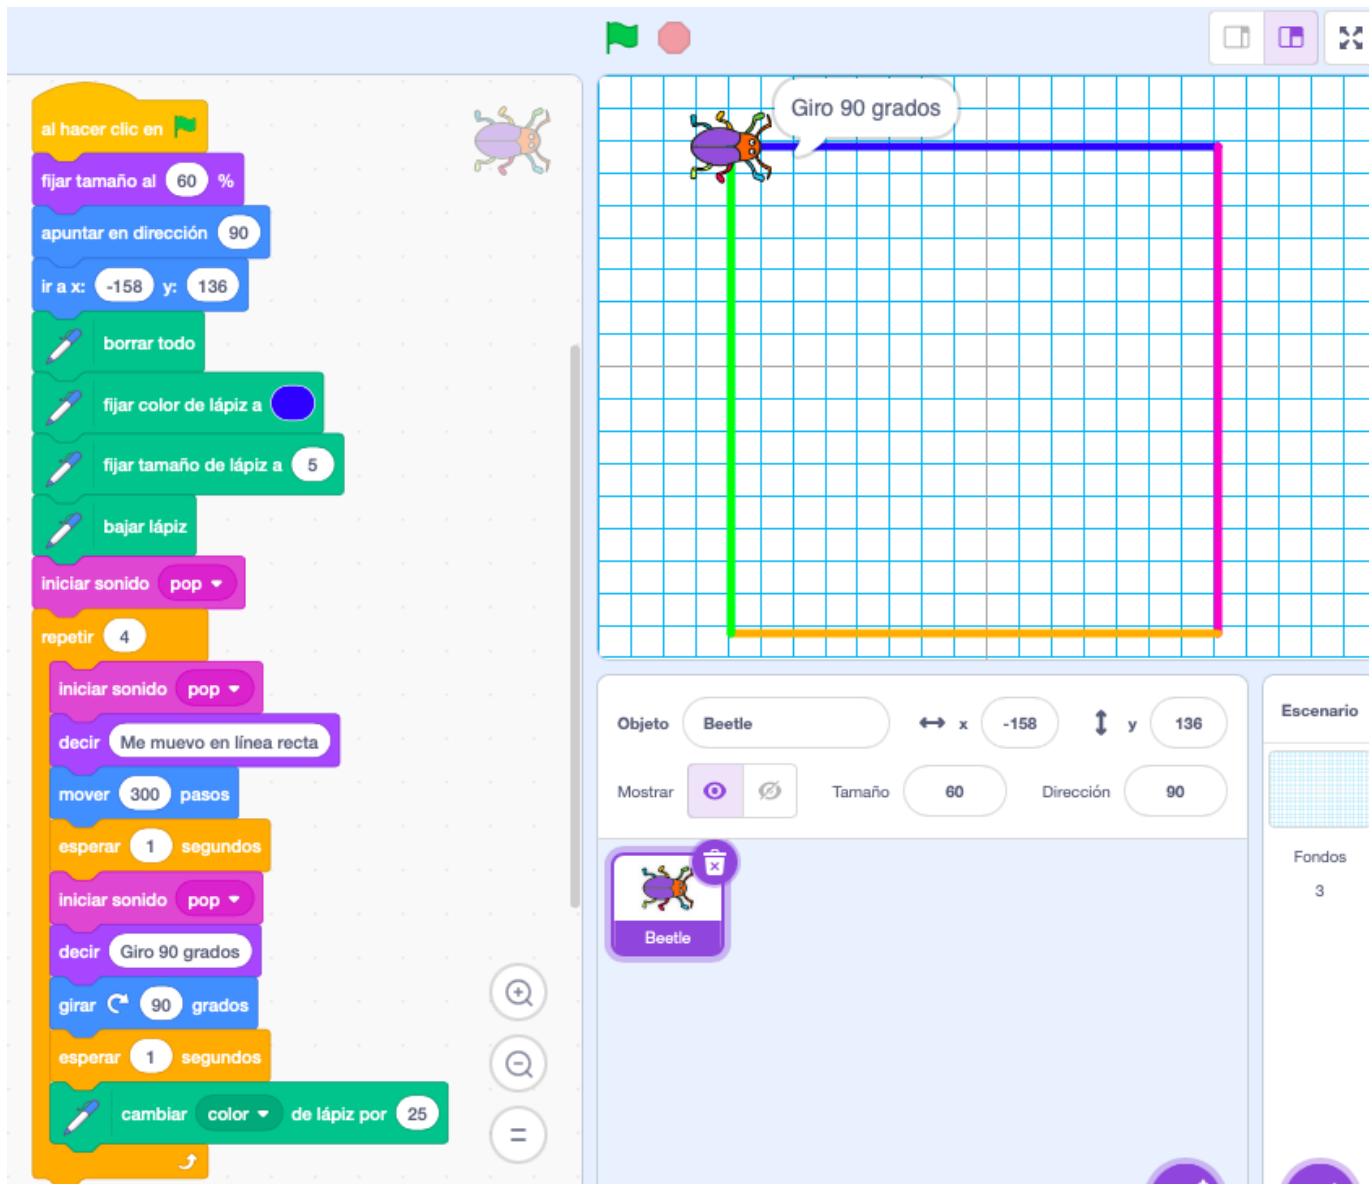 al hacer clic en
fijar tamaño al 60 %
apuntar en dirección 90
ir a x: -158 y: 136
borrar todo
fijar color de lápiz a
fijar tamaño de lápiz a 5
bajar lápiz
iniciar sonido pop
repetir 4
iniciar sonido pop
decir Me muevo en línea recta
mover 300 pasos
esperar 1 segundos
iniciar sonido pop
decir Giro 90 grados
girar 90 grados
esperar 1 segundos
cambiar color de lápiz por 25
Giro 90 grados
Objeto Beetle x -158 y 136
Mostrar Tamaño 60 Dirección 90
Beetle
Escenario
Fondos
3